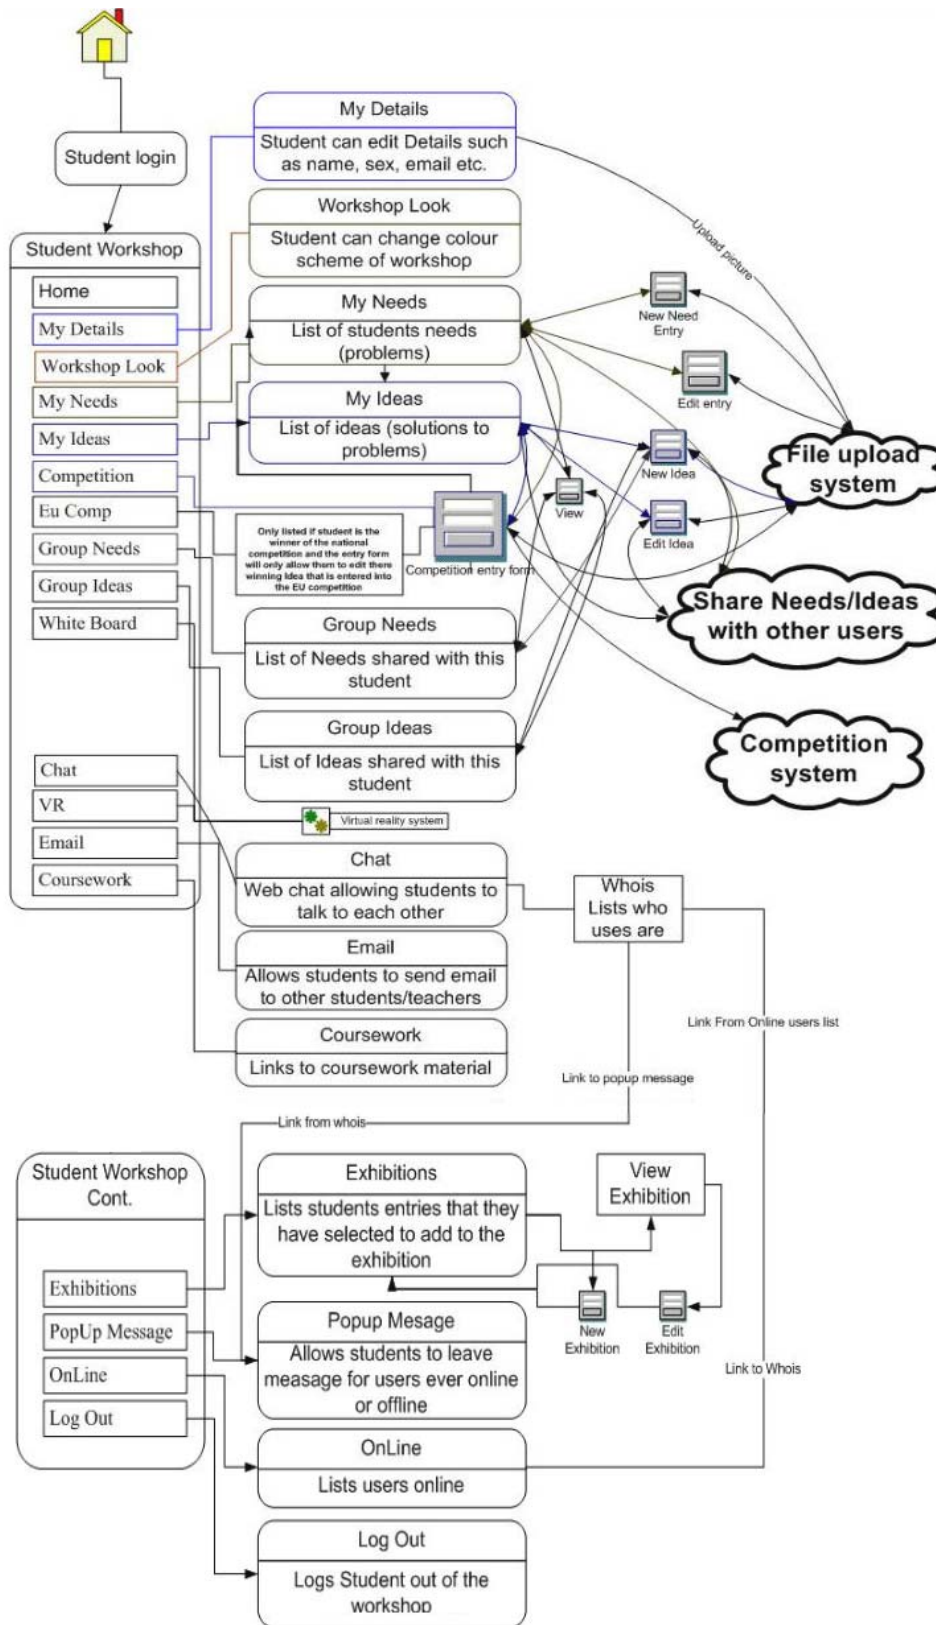 Student login
My Details
Student can edit Details such
as name, sex, email etc.
Workshop Look
Student can change colour
scheme of workshop
Upload picture
Student Workshop
Home
My Details
Workshop Look
My Needs
My Ideas
Competition
Eu Comp
Group Needs
Group Ideas
White Board
Chat
VR
Email
Coursework
My Needs
List of students needs
(problems)
My Ideas
List of ideas (solutions to
problems)
New Need
Entry
Edit entry
New Idea
View
Edit Idea
File upload
system
Only listed if student is the
winner of the national
competition and the entry form
will only allow them to edit there
winning Idea that is entered into
the EU competition
Competition entry form
Share Needs/Ideas
with other users
Group Needs
List of Needs shared with this
student
Group Ideas
List of Ideas shared with this
student
Competition
system
Virtual reality system
Chat
Web chat allowing students to
talk to each other
Whois
Lists who
uses are
Email
Allows students to send email
to other students/teachers
Coursework
Links to coursework material
Link From Online users list
Link to popup message
Link from whois
Student Workshop
Cont.
Exhibitions
PopUp Message
OnLine
Log Out
Exhibitions
Lists students entries that they
have selected to add to the
exhibition
View
Exhibition
New
Exhibition
Edit
Exhibition
Popup Mesage
Allows students to leave
meassage for users ever online
or offline
Link to Whois
OnLine
Lists users online
Log Out
Logs Student out of the
workshop